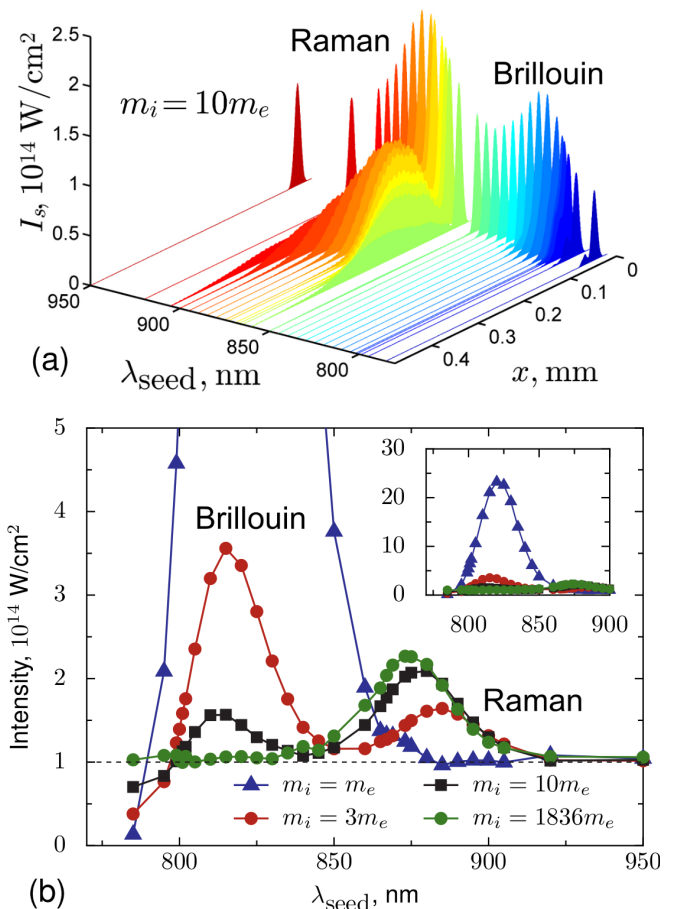 2.5
2
1.5
1
0.5
0
I_s, 10^14 W/cm^2
Raman
Brillouin
m_i = 10m_e
950
900
850
800
λ_seed, nm
0.4
0.3
0.2
0.1
0
x, mm
(a)
5
4
3
2
1
0
Intensity, 10^14 W/cm^2
Brillouin
Raman
30
20
10
0
800
850
900
m_i = m_e
m_i = 10m_e
m_i = 3m_e
m_i = 1836m_e
800
850
900
950
λ_seed, nm
(b)